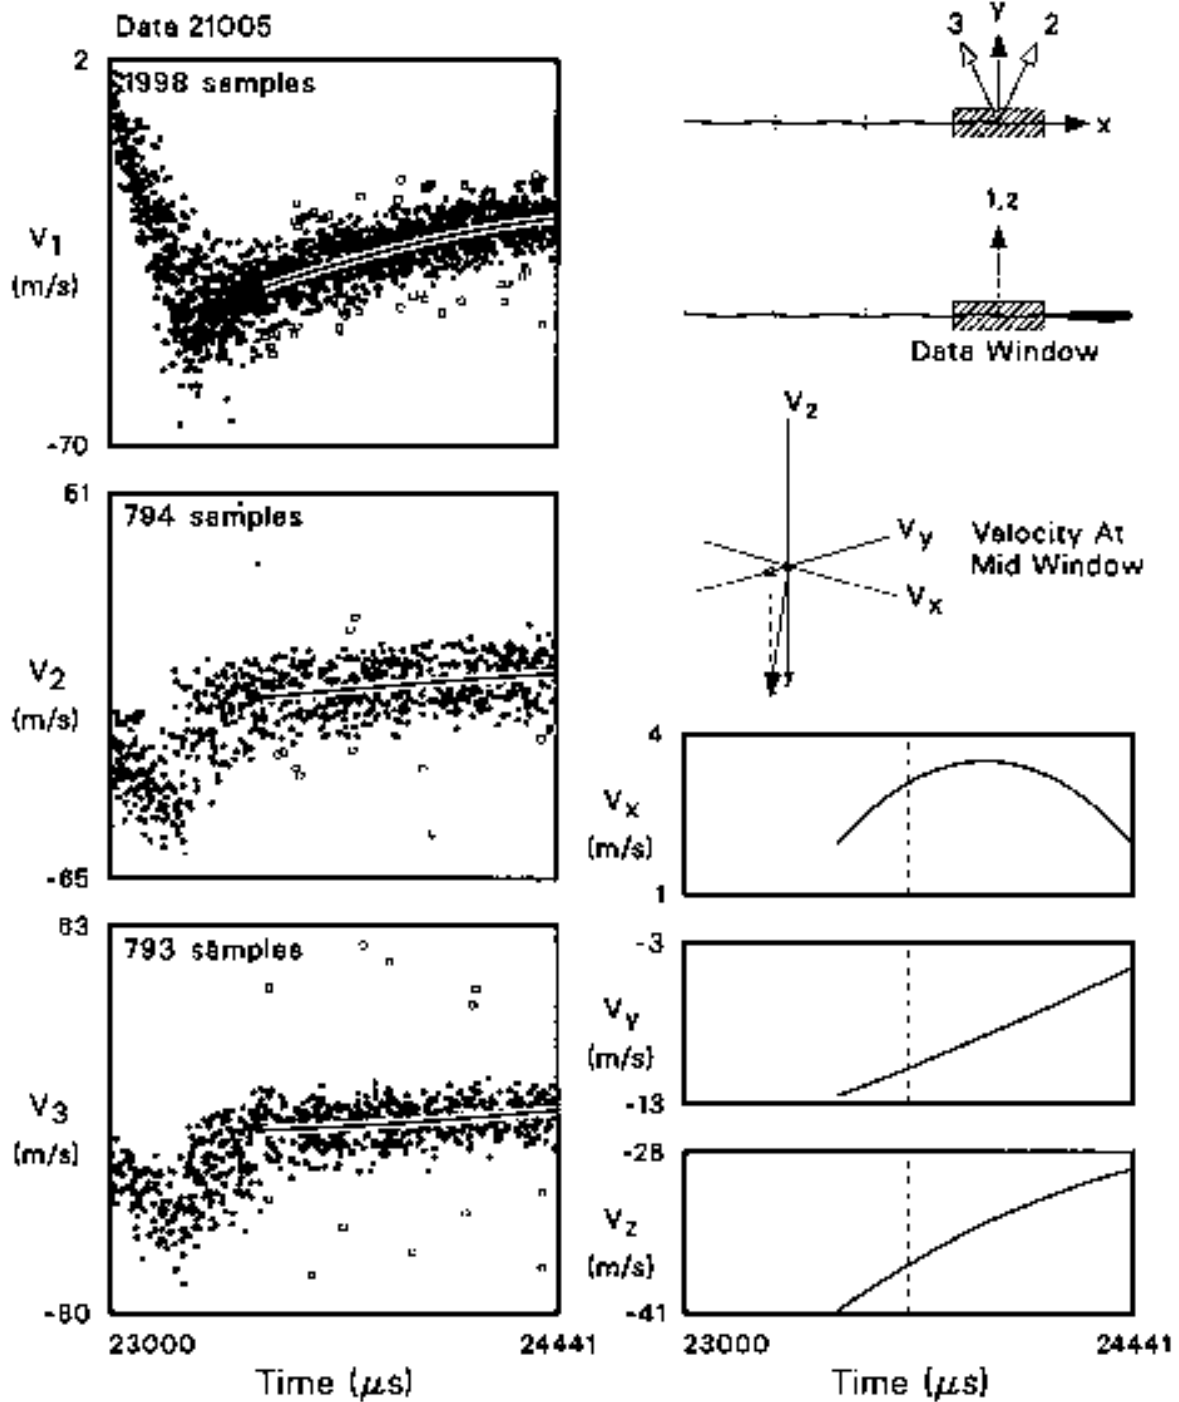 Data 21005
2
1998 samples
V1
(m/s)
-70
61
794 samples
V2
(m/s)
-65
83
793 samples
V3
(m/s)
-80
23000
24441
Time (μs)
3
y
2
x
1,z
Data Window
Vz
Vy
Vx
Velocity At
Mid Window
4
Vx
(m/s)
1
-3
Vy
(m/s)
-13
-28
Vz
(m/s)
-41
23000
24441
Time (μs)